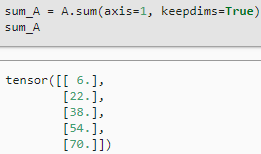 sum_A = A.sum(axis=1, keepdims=True)
sum_A
tensor([[ 6.],
        [22.],
        [38.],
        [54.],
        [70.]])